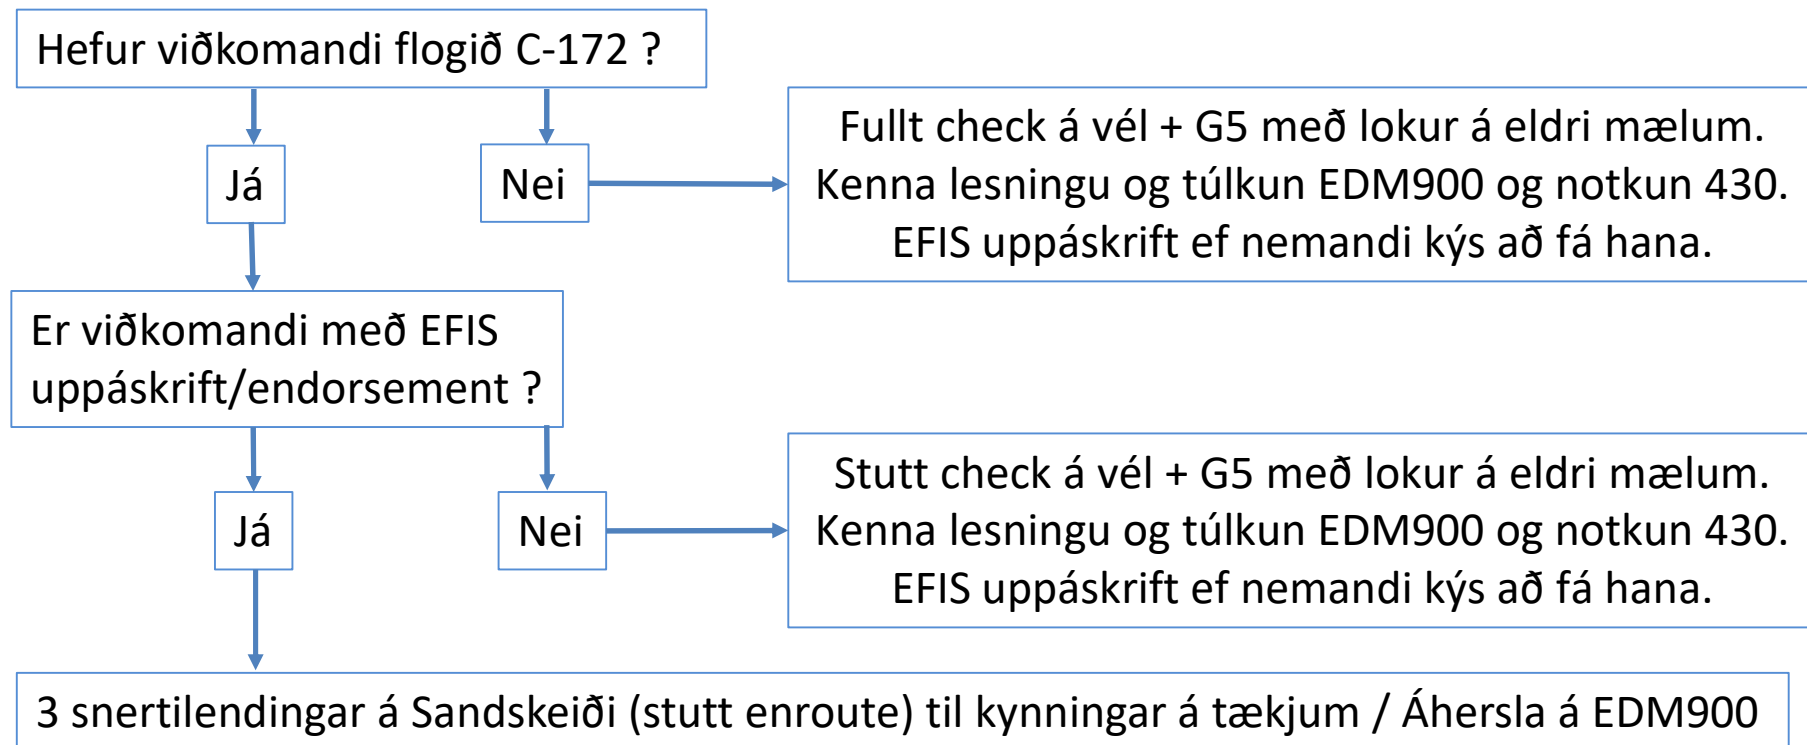 Hefur viðkomandi flogið C-172 ?
Já
Nei
Fullt check á vél + G5 með lokur á eldri mælum.
Kenna lesningu og túlkun EDM900 og notkun 430.
EFIS uppáskrift ef nemandi kýs að fá hana.
Er viðkomandi með EFIS
uppáskrift/endorsement ?
Já
Nei
Stutt check á vél + G5 með lokur á eldri mælum.
Kenna lesningu og túlkun EDM900 og notkun 430.
EFIS uppáskrift ef nemandi kýs að fá hana.
3 snertilendingar á Sandskeiði (stutt enroute) til kynningar á tækjum / Áhersla á EDM900